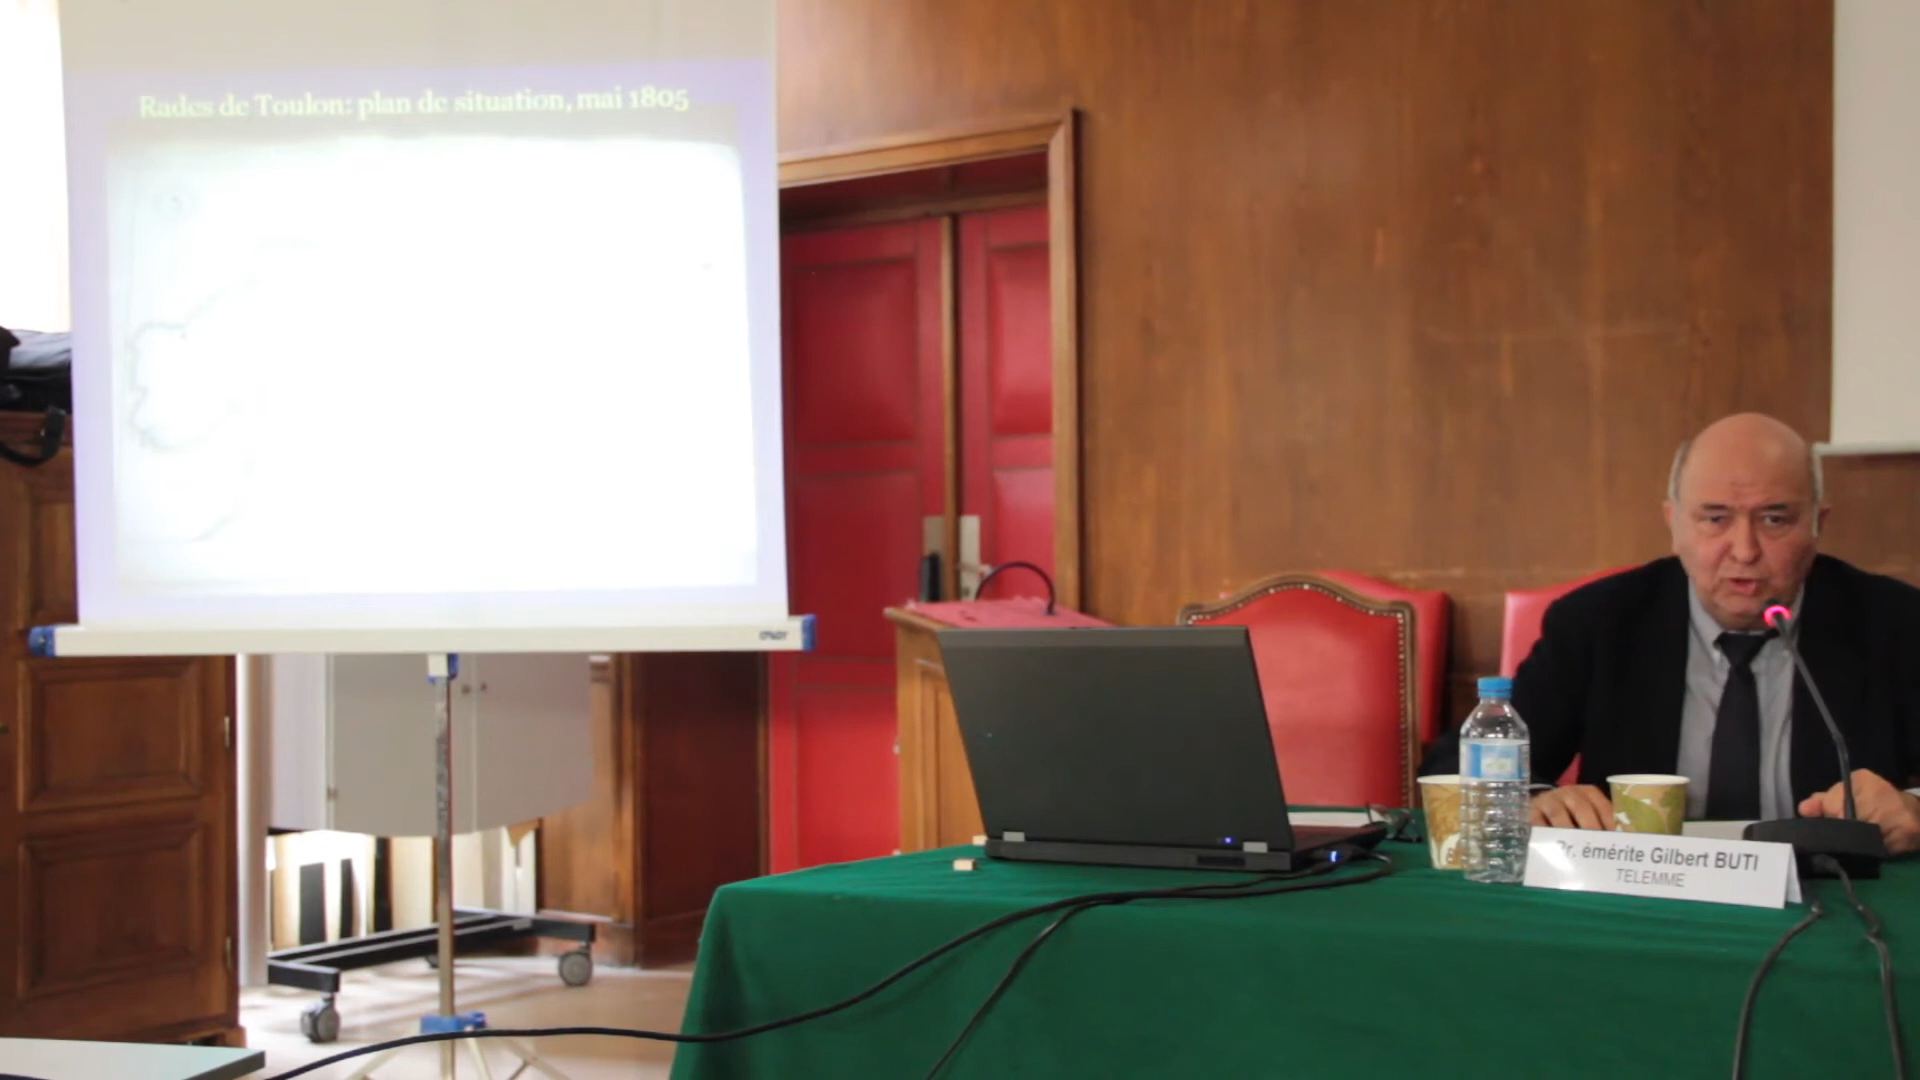 Rades de Toulon: plan de situation, mai 1805
Pr. émérite Gilbert BUTI
TELEMME